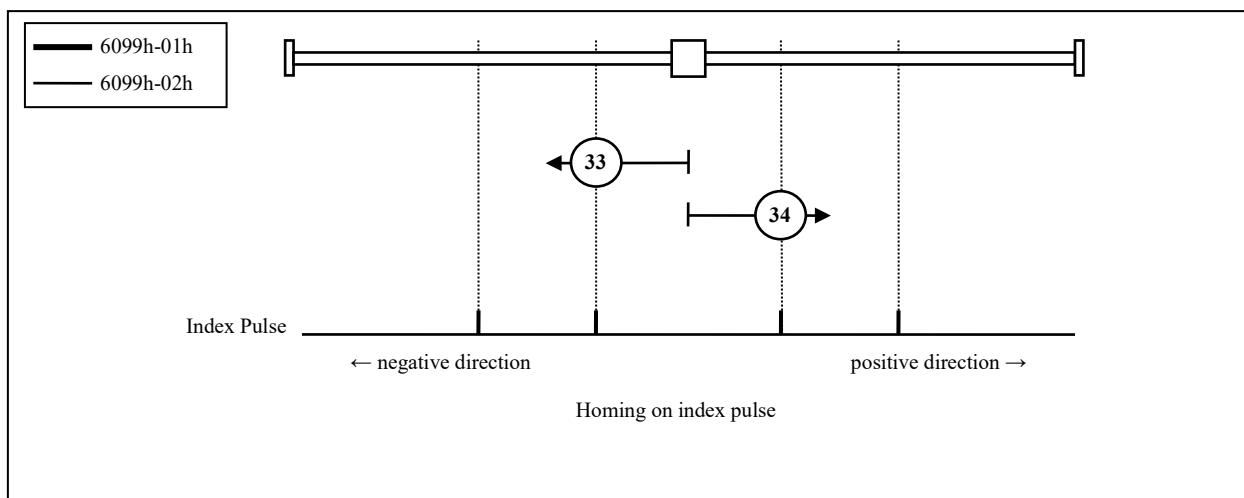 6099h-01h
6099h-02h
33
34
Index Pulse
← negative direction
positive direction →
Homing on index pulse